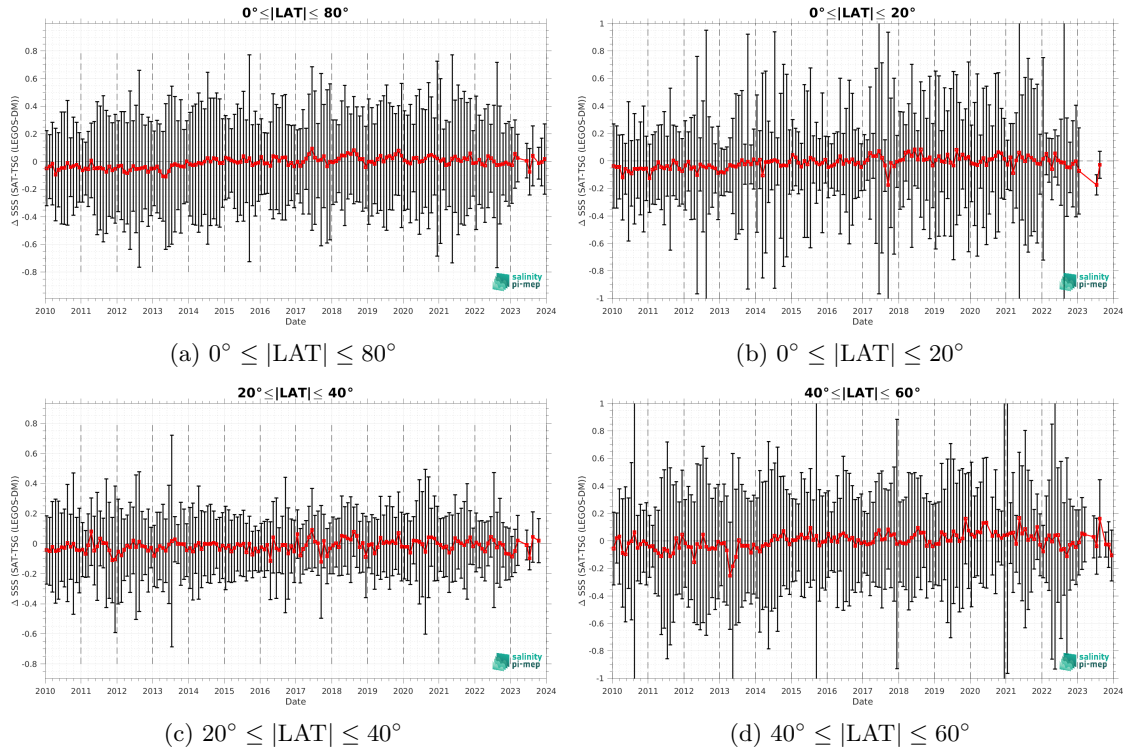 0°≤|LAT|≤ 80°
Δ SSS (SAT-TSG (LEGOS-DM))
0.8
0.6
0.4
0.2
0
-0.2
-0.4
-0.6
-0.8
salinity
pi-mep
2010 2011 2012 2013 2014 2015 2016 2017 2018 2019 2020 2021 2022 2023 2024
Date
(a) 0° ≤ |LAT| ≤ 80°
0°≤|LAT|≤ 20°
Δ SSS (SAT-TSG (LEGOS-DM))
1
0.8
0.6
0.4
0.2
0
-0.2
-0.4
-0.6
-0.8
-1
salinity
pi-mep
2010 2011 2012 2013 2014 2015 2016 2017 2018 2019 2020 2021 2022 2023 2024
Date
(b) 0° ≤ |LAT| ≤ 20°
20°≤|LAT|≤ 40°
Δ SSS (SAT-TSG (LEGOS-DM))
0.8
0.6
0.4
0.2
0
-0.2
-0.4
-0.6
-0.8
salinity
pi-mep
2010 2011 2012 2013 2014 2015 2016 2017 2018 2019 2020 2021 2022 2023 2024
Date
(c) 20° ≤ |LAT| ≤ 40°
40°≤|LAT|≤ 60°
Δ SSS (SAT-TSG (LEGOS-DM))
1
0.8
0.6
0.4
0.2
0
-0.2
-0.4
-0.6
-0.8
-1
salinity
pi-mep
2010 2011 2012 2013 2014 2015 2016 2017 2018 2019 2020 2021 2022 2023 2024
Date
(d) 40° ≤ |LAT| ≤ 60°